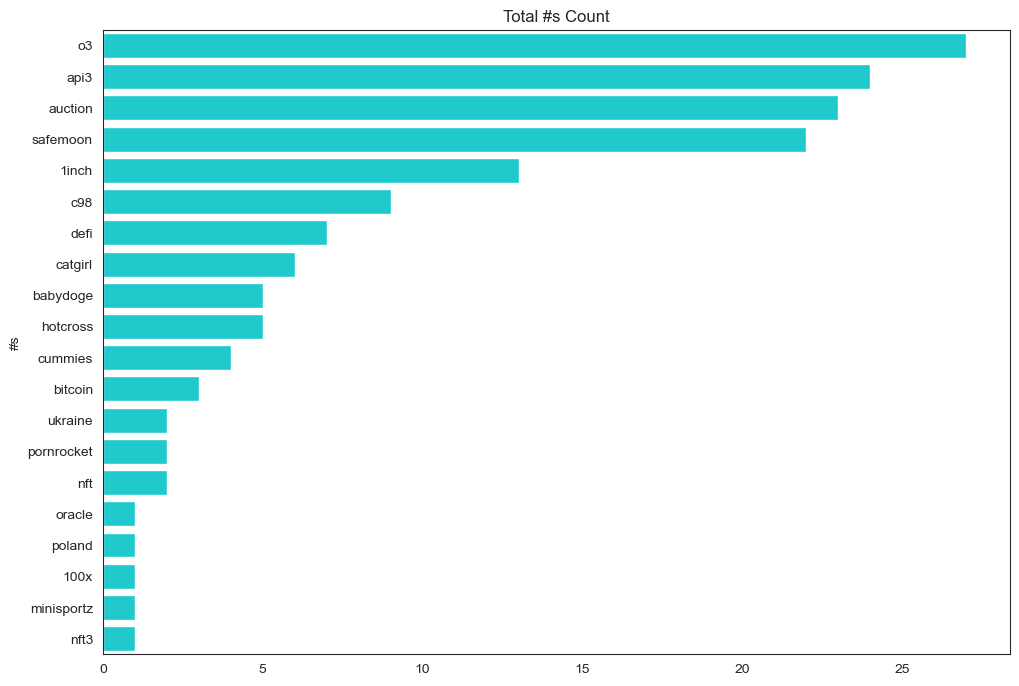 Total #s Count
o3
api3
auction
safemoon
1inch
c98
defi
catgirl
babydoge
hotcross
#s
cummies
bitcoin
ukraine
pornrocket
nft
oracle
poland
100x
minisportz
nft3
0 5 10 15 20 25